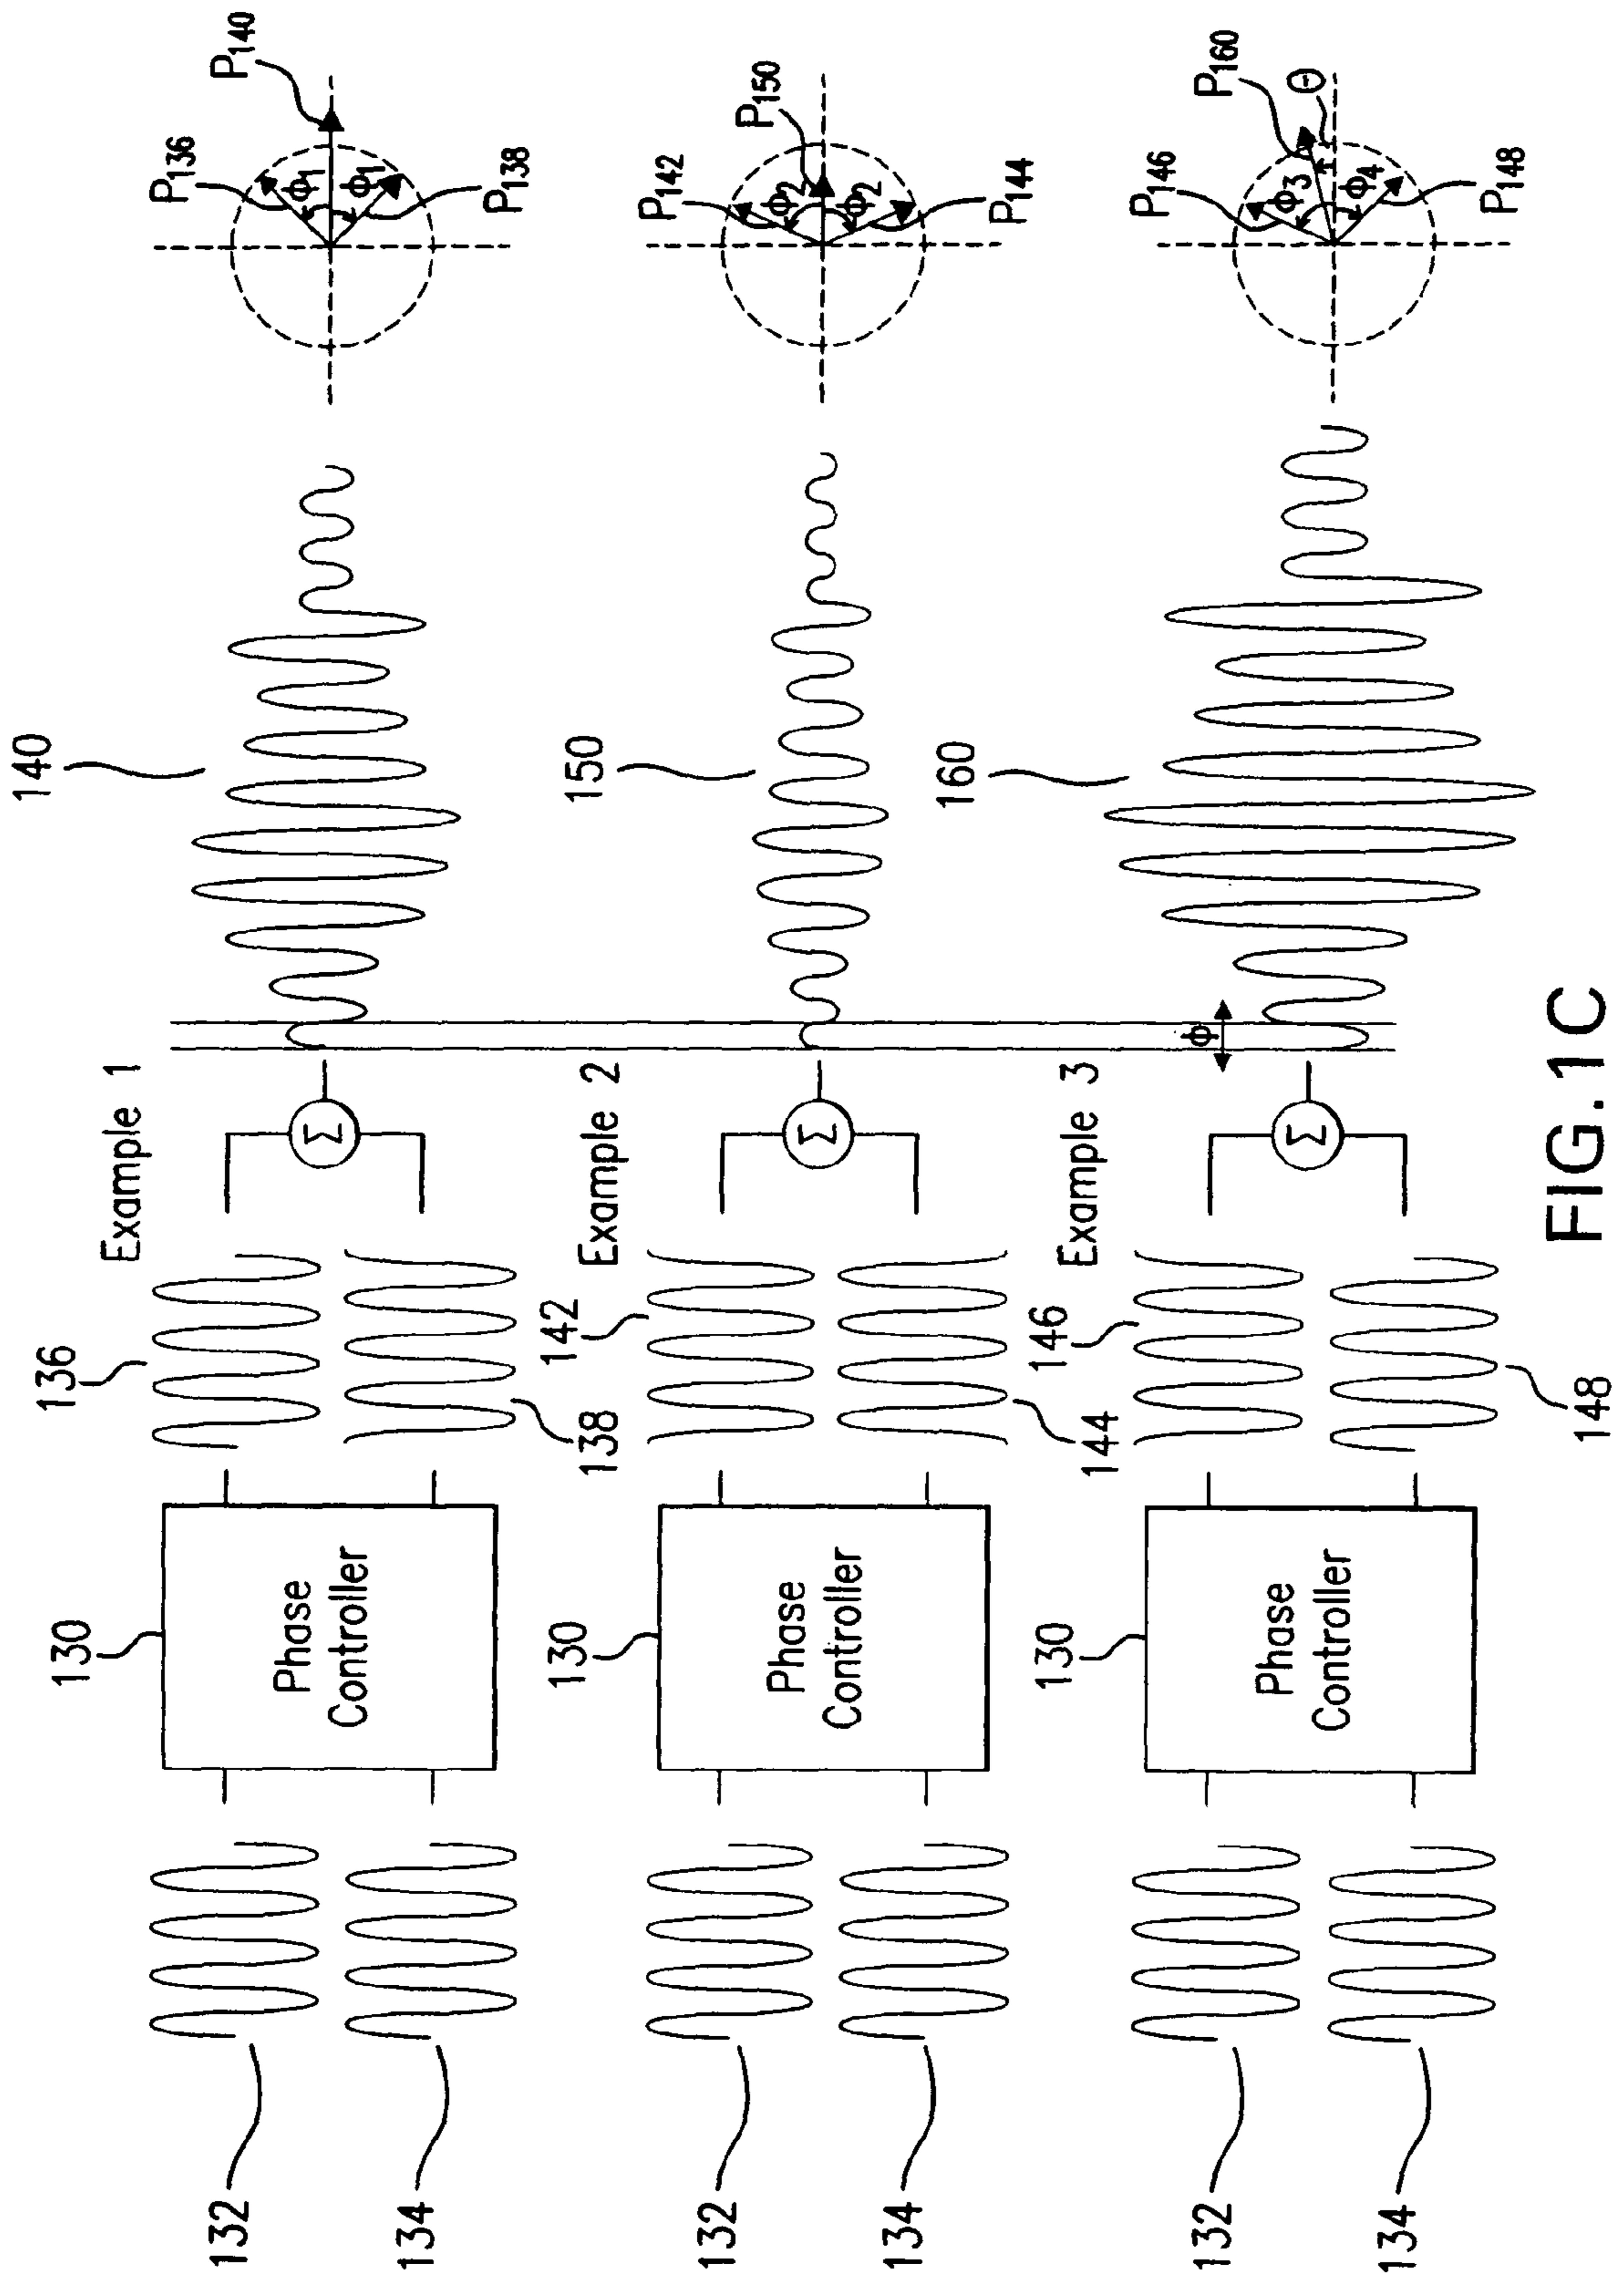 Example 1
132
134
130
Phase
Controller
136
138
Σ
140
P140
P136
ϕ1
ϕ1
P138
Example 2
132
134
130
Phase
Controller
142
144
Σ
150
P150
P142
ϕ2
ϕ2
P144
Example 3
132
134
130
Phase
Controller
146
148
Σ
ϕ
160
P160
Θ
P146
ϕ3
ϕ4
P148
FIG. 1C